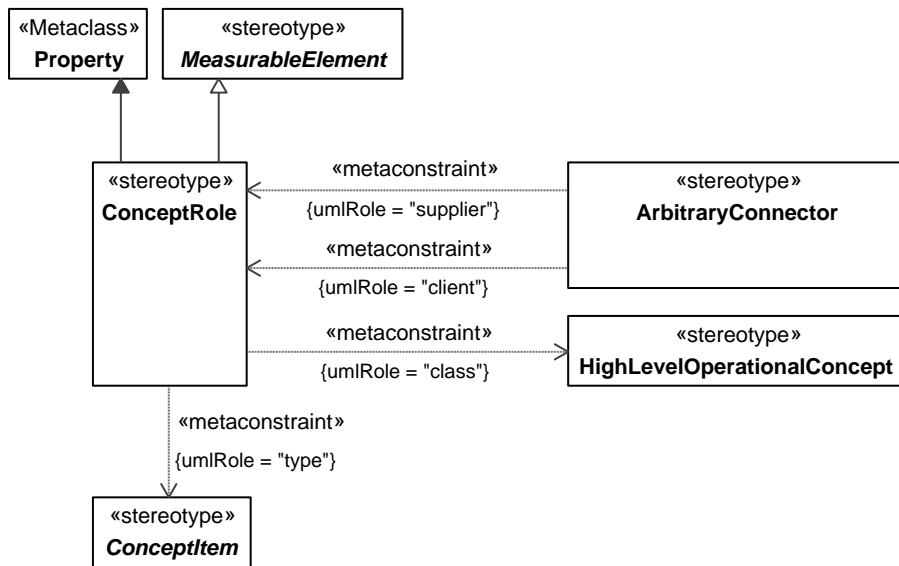 «Metaclass»
Property
«stereotype»
MeasurableElement
«stereotype»
ConceptRole
«metaconstraint»
{umlRole = "supplier"}
«metaconstraint»
{umlRole = "client"}
«stereotype»
ArbitraryConnector
«metaconstraint»
{umlRole = "class"}
«stereotype»
HighLevelOperationalConcept
«metaconstraint»
{umlRole = "type"}
«stereotype»
ConceptItem